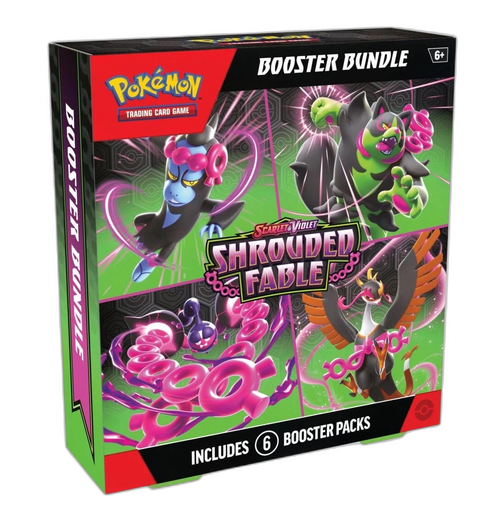 BOOSTER BUNDLE
6+
Pokémon
TRADING CARD GAME
BOOSTER BUNDLE
SCARLET & VIOLET
SHROUDED
FABLE
INCLUDES 6 BOOSTER PACKS